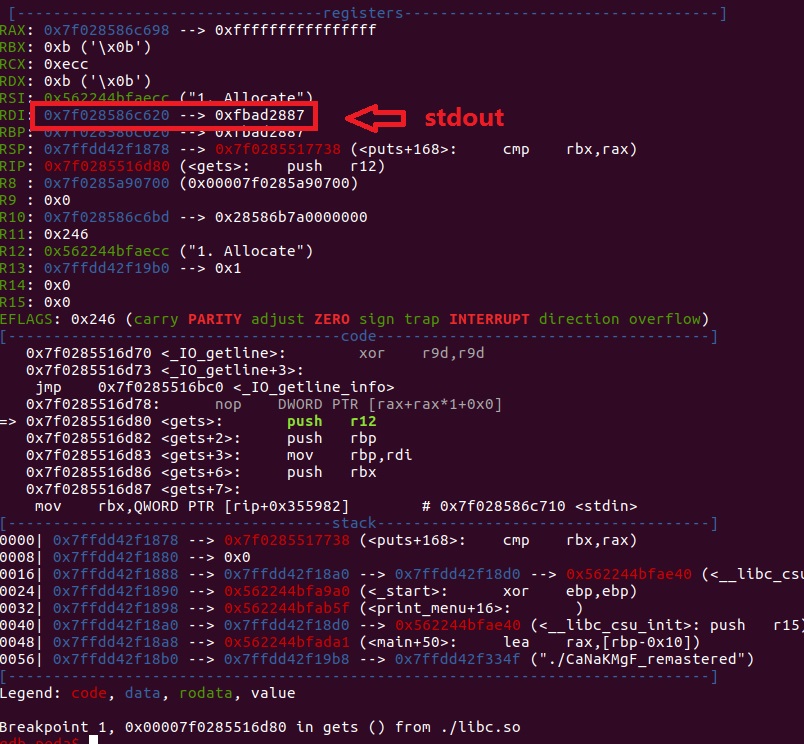 [----------------------------------registers-----------------------------------]
RAX: 0x7f028586c698 --> 0xffffffffffffffff
RBX: 0xb ('\x0b')
RCX: 0xecc
RDX: 0xb ('\x0b')
RSI: 0x562244bfaecc ("1. Allocate")
RDI: 0x7f028586c620 --> 0xfbad2887 stdout
RBP: 0x7f028586c620 --> 0xfbad2887
RSP: 0x7ffdd42f1878 --> 0x7f0285517738 (<puts+168>: cmp rbx,rax)
RIP: 0x7f0285516d80 (<gets>: push r12)
R8 : 0x7f0285a90700 (0x00007f0285a90700)
R9 : 0x0
R10: 0x7f028586c6bd --> 0x28586b7a0000000
R11: 0x246
R12: 0x562244bfaecc ("1. Allocate")
R13: 0x7ffdd42f19b0 --> 0x1
R14: 0x0
R15: 0x0
EFLAGS: 0x246 (carry PARITY adjust ZERO sign trap INTERRUPT direction overflow)
[-------------------------------------code-------------------------------------]
0x7f0285516d70 <_IO_getline>: xor r9d,r9d
0x7f0285516d73 <_IO_getline+3>:
jmp 0x7f0285516bc0 <_IO_getline_info>
0x7f0285516d78: nop DWORD PTR [rax+rax*1+0x0]
=> 0x7f0285516d80 <gets>: push r12
0x7f0285516d82 <gets+2>: push rbp
0x7f0285516d83 <gets+3>: mov rbp,rdi
0x7f0285516d86 <gets+6>: push rbx
0x7f0285516d87 <gets+7>:
mov rbx,QWORD PTR [rip+0x355982] # 0x7f028586c710 <stdin>
[------------------------------------stack-------------------------------------]
0000| 0x7ffdd42f1878 --> 0x7f0285517738 (<puts+168>: cmp rbx,rax)
0008| 0x7ffdd42f1880 --> 0x0
0016| 0x7ffdd42f1888 --> 0x7ffdd42f18a0 --> 0x7ffdd42f18d0 --> 0x562244bfae40 (<__libc_csu
0024| 0x7ffdd42f1890 --> 0x562244bfa9a0 (<_start>: xor ebp,ebp)
0032| 0x7ffdd42f1898 --> 0x562244bfab5f (<print_menu+16>: )
0040| 0x7ffdd42f18a0 --> 0x7ffdd42f18d0 --> 0x562244bfae40 (<__libc_csu_init>: push r15)
0048| 0x7ffdd42f18a8 --> 0x562244bfada1 (<main+50>: lea rax,[rbp-0x10])
0056| 0x7ffdd42f18b0 --> 0x7ffdd42f19b8 --> 0x7ffdd42f334f ("./CaNaKMgF_remastered")
[------------------------------------------------------------------------------]
Legend: code, data, rodata, value
Breakpoint 1, 0x00007f0285516d80 in gets () from ./libc.so
gdb-peda$